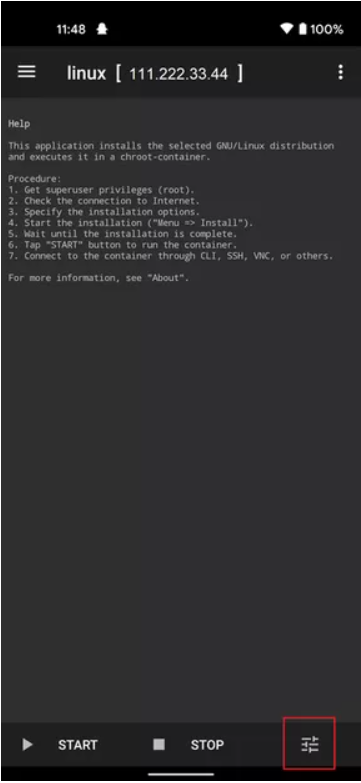 11:48
100%
linux [ 111.222.33.44 ]
Help
This application installs the selected GNU/Linux distribution
and executes it in a chroot-container.
Procedure:
1. Get superuser privileges (root).
2. Check the connection to Internet.
3. Specify the installation options.
4. Start the installation ("Menu => Install").
5. Wait until the installation is complete.
6. Tap "START" button to run the container.
7. Connect to the container through CLI, SSH, VNC, or others.
For more information, see "About".
START
STOP